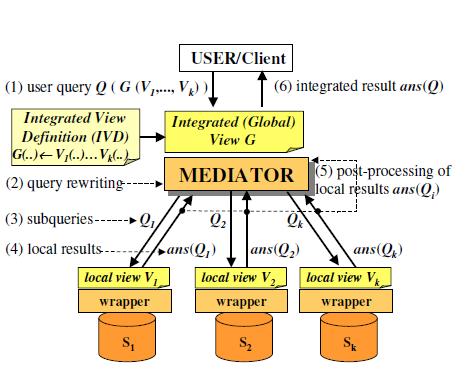 USER/Client
(1) user query Q ( G (V1,..., Vk) )
(6) integrated result ans(Q)
Integrated View
Definition (IVD)
G(..)←V1(..)…Vk(..)
Integrated (Global)
View G
MEDIATOR
(5) post-processing of
local results ans(Qi)
(2) query rewriting
(3) subqueries
Q1
Q2
Qk
(4) local results
ans(Q1)
ans(Q2)
ans(Qk)
local view V1
local view V2
local view Vk
wrapper
wrapper
wrapper
S1
S2
Sk